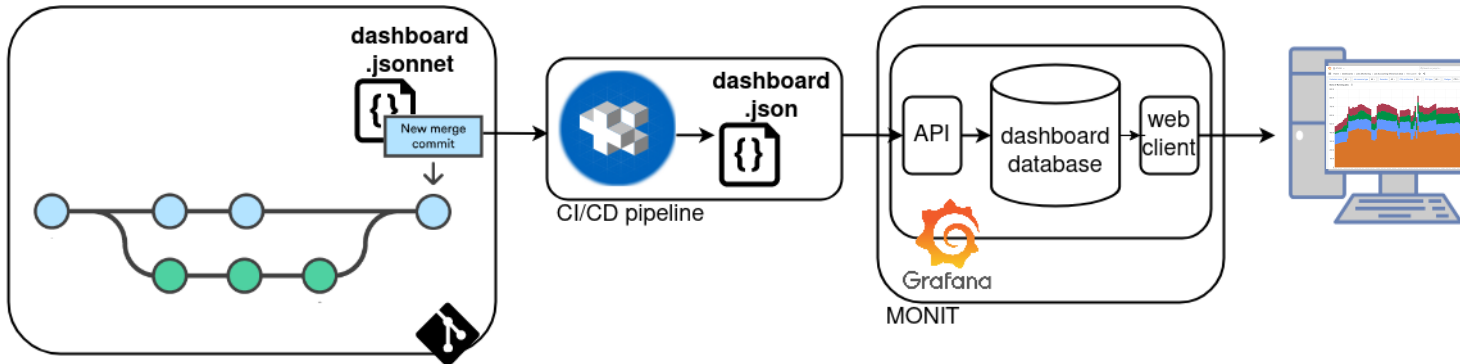 dashboard
.jsonnet
New merge
commit
dashboard
.json
CI/CD pipeline
API
dashboard
database
web
client
Grafana
MONIT